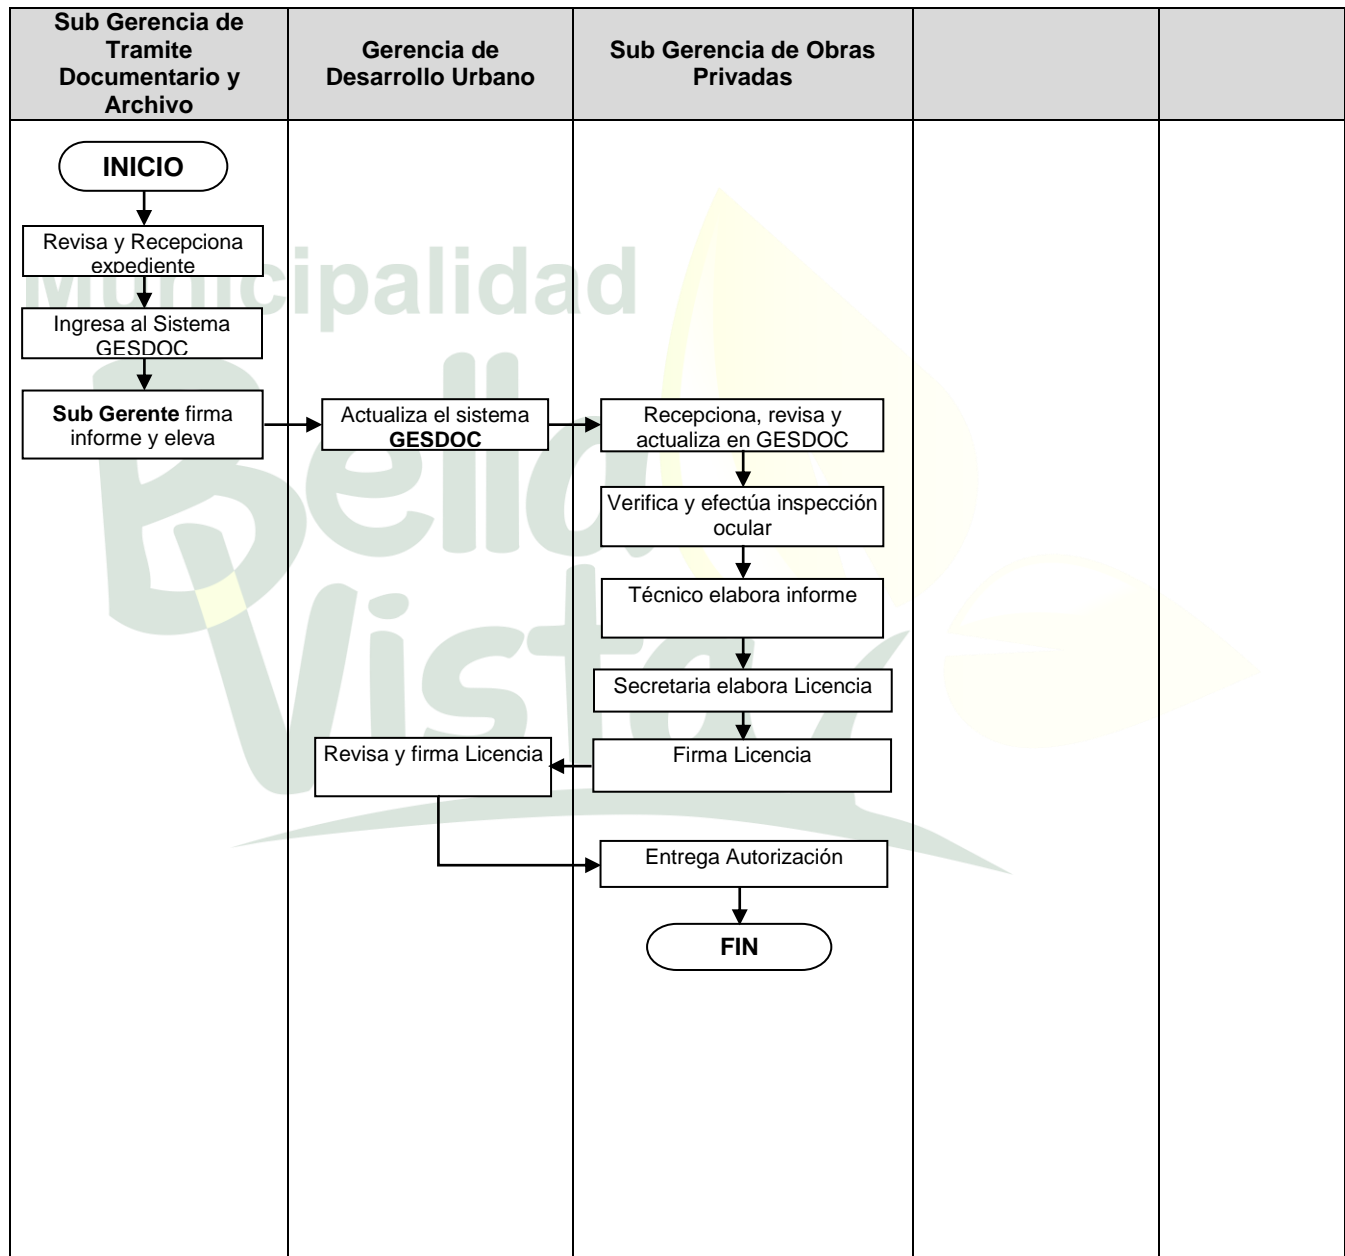 Sub Gerencia de
Tramite
Documentario y
Archivo
Gerencia de
Desarrollo Urbano
Sub Gerencia de Obras
Privadas
INICIO
Revisa y Recepciona
expediente
Municipalidad
Ingresa al Sistema
GESDOC
Bella
Vista
Sub Gerente firma
informe y eleva
Actualiza el sistema
GESDOC
Recepciona, revisa y
actualiza en GESDOC
Verifica y efectúa inspección
ocular
Técnico elabora informe
Secretaria elabora Licencia
Firma Licencia
Revisa y firma Licencia
Entrega Autorización
FIN